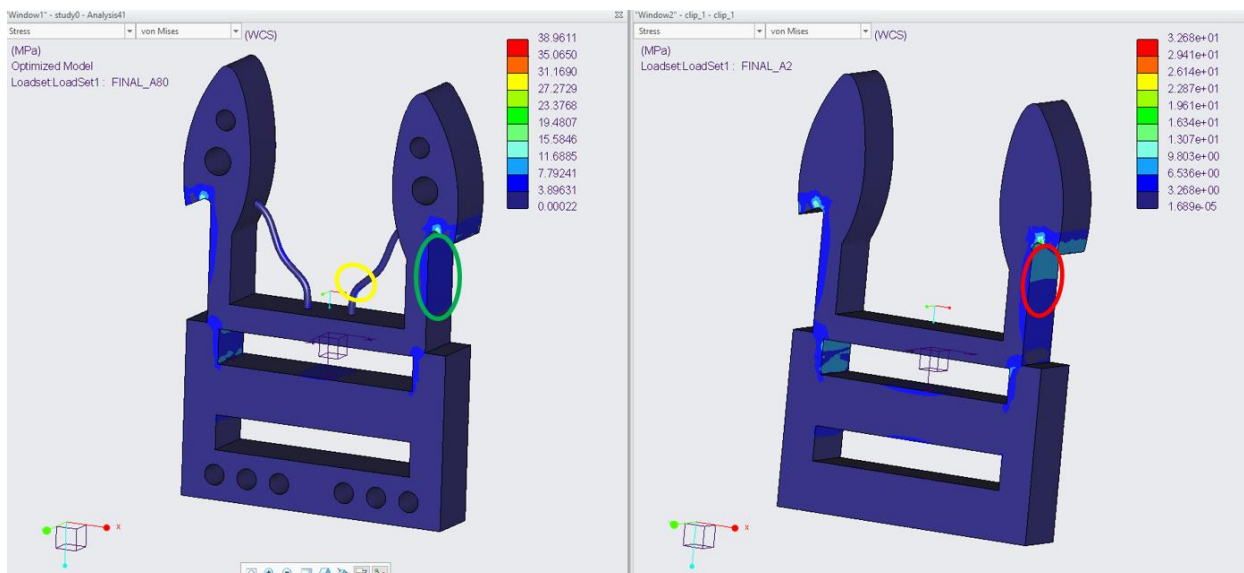 "Window1" - study0 - Analysis41
Stress
von Mises
(WCS)
(MPa)
Optimized Model
Loadset:LoadSet1 : FINAL_A80
38.9611
35.0650
31.1690
27.2729
23.3768
19.4807
15.5846
11.6885
7.79241
3.89631
0.00022
x
"Window2" - clip_1 - clip_1
Stress
von Mises
(WCS)
(MPa)
Loadset:LoadSet1 : FINAL_A2
3.268e+01
2.941e+01
2.614e+01
2.287e+01
1.961e+01
1.634e+01
1.307e+01
9.803e+00
6.536e+00
3.268e+00
1.689e-05
x